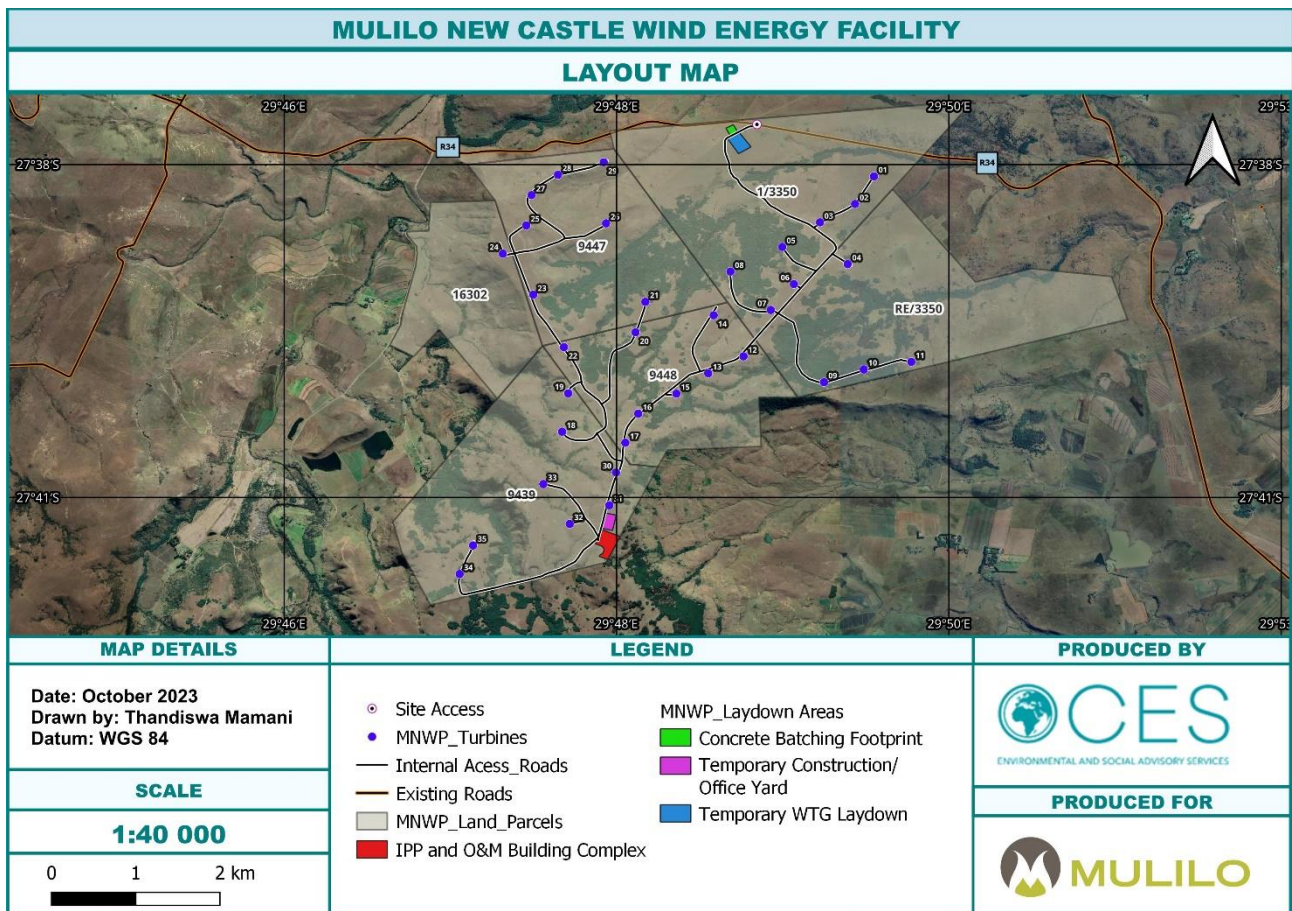 MULILO NEW CASTLE WIND ENERGY FACILITY
LAYOUT MAP
29°46'E
29°48'E
29°50'E
29°53
27°38'S
R34
R34
27°38'S
28
29
01
27
1/3350
02
25
26
03
24
9447
05
04
08
06
16302
23
21
07
RE/3350
14
20
22
12
11
9448
13
10
19
15
09
16
18
17
30
33
27°41'S
9439
31
27°41'S
32
35
34
29°46'E
29°48'E
29°50'E
29°53
MAP DETAILS
Date: October 2023
Drawn by: Thandiswa Mamani
Datum: WGS 84
SCALE
1:40 000
0 1 2 km
LEGEND
Site Access
MNWP_Turbines
Internal Acess_Roads
Existing Roads
MNWP_Land_Parcels
IPP and O&M Building Complex
MNWP_Laydown Areas
Concrete Batching Footprint
Temporary Construction/
Office Yard
Temporary WTG Laydown
PRODUCED BY
CES
ENVIRONMENTAL AND SOCIAL ADVISORY SERVICES
PRODUCED FOR
MULILO